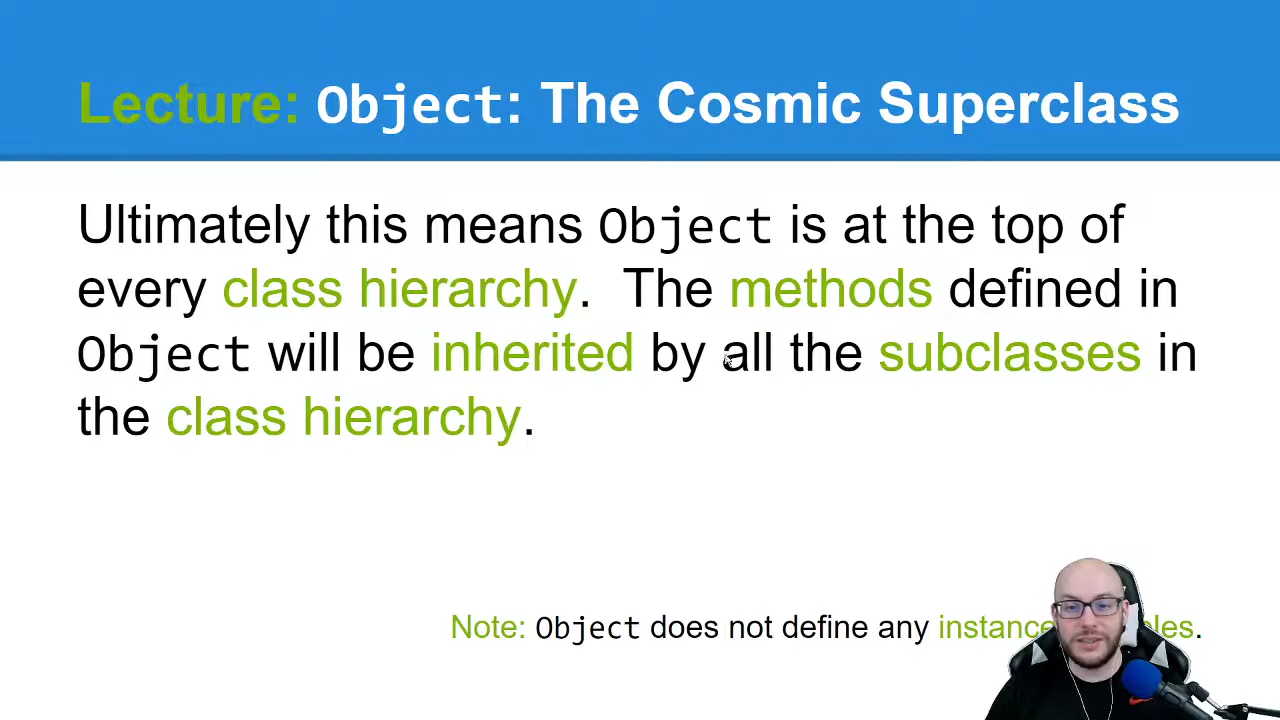 Lecture: Object: The Cosmic Superclass
Ultimately this means Object is at the top of
every class hierarchy. The methods defined in
Object will be inherited by all the subclasses in
the class hierarchy.
Note: Object does not define any